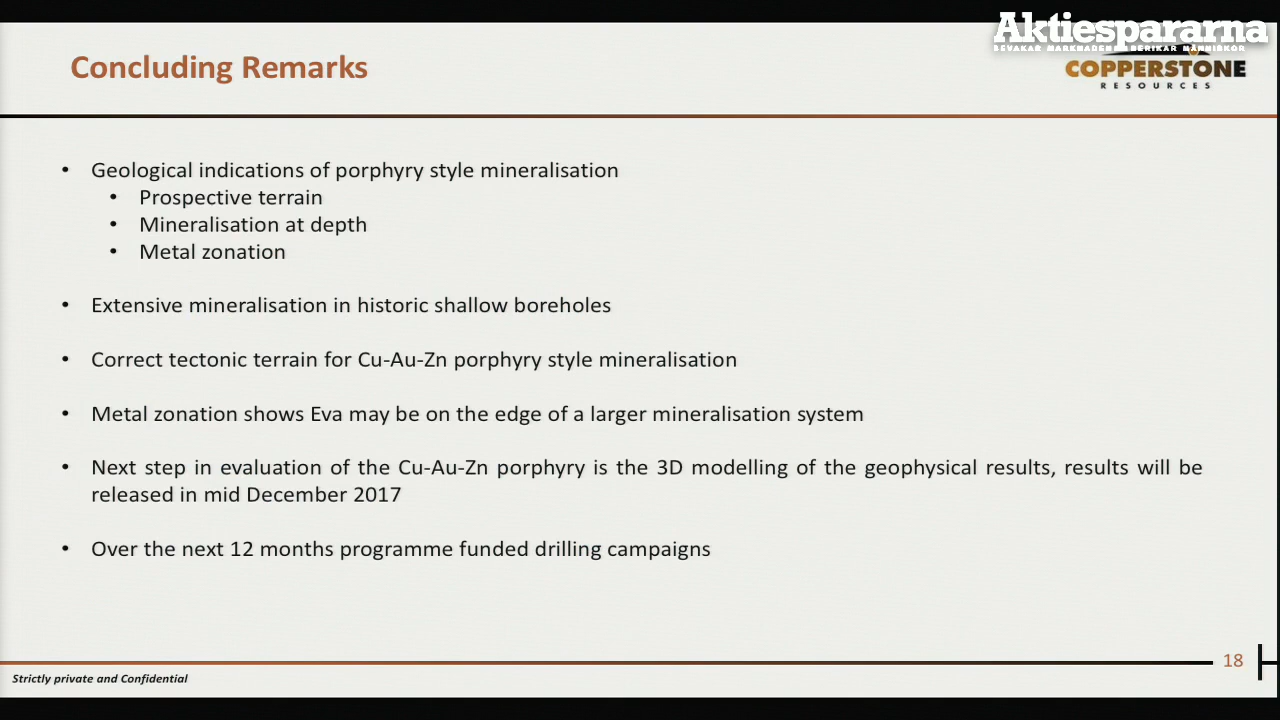 Aktiespararna
BEVAKAR MARKNADEN BERIKAR MÄNNISKOR
COPPERSTONE
RESOURCES
Concluding Remarks
• Geological indications of porphyry style mineralisation
• Prospective terrain
• Mineralisation at depth
• Metal zonation
• Extensive mineralisation in historic shallow boreholes
• Correct tectonic terrain for Cu-Au-Zn porphyry style mineralisation
• Metal zonation shows Eva may be on the edge of a larger mineralisation system
• Next step in evaluation of the Cu-Au-Zn porphyry is the 3D modelling of the geophysical results, results will be
released in mid December 2017
• Over the next 12 months programme funded drilling campaigns
18
Strictly private and Confidential